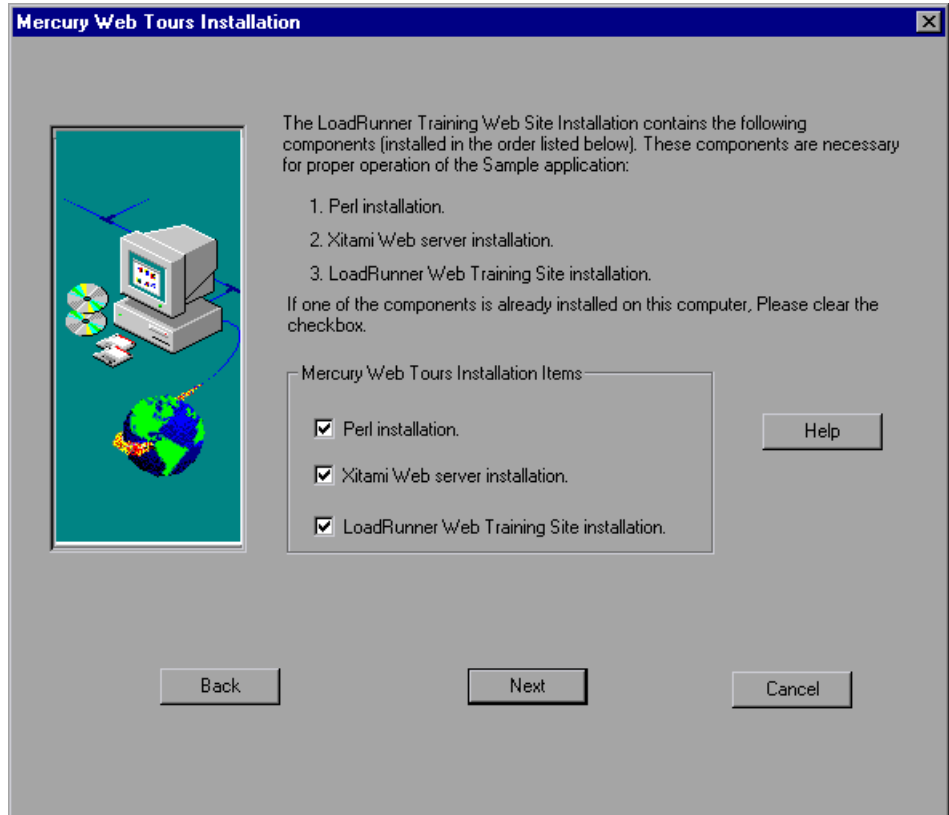 Mercury Web Tours Installation
The LoadRunner Training Web Site Installation contains the following
components (installed in the order listed below). These components are necessary
for proper operation of the Sample application:
1. Perl installation.
2. Xitami Web server installation.
3. LoadRunner Web Training Site installation.
If one of the components is already installed on this computer, Please clear the
checkbox.
Mercury Web Tours Installation Items
Perl installation.
Help
Xitami Web server installation.
LoadRunner Web Training Site installation.
Back
Next
Cancel